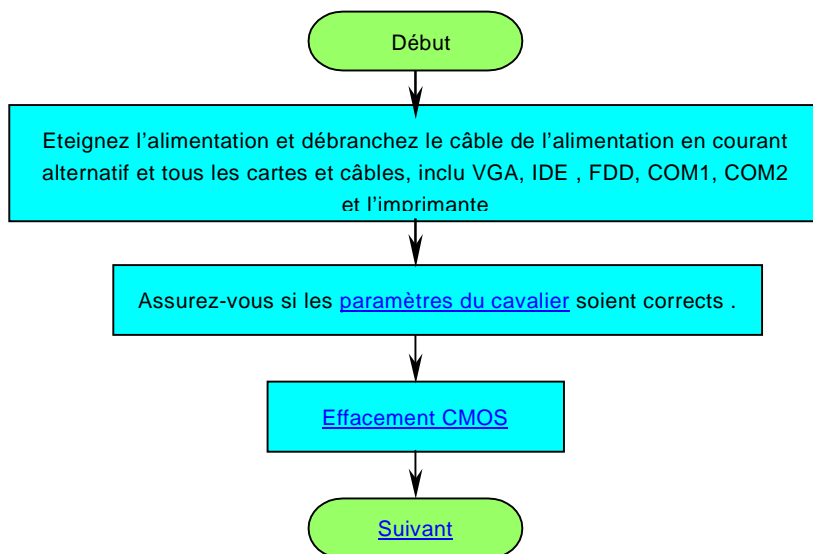 Début
Eteignez l'alimentation et débranchez le câble de l'alimentation en courant
alternatif et tous les cartes et câbles, inclu VGA, IDE , FDD, COM1, COM2
et l'imprimante
Assurez-vous si les paramètres du cavalier soient corrects .
Effacement CMOS
Suivant